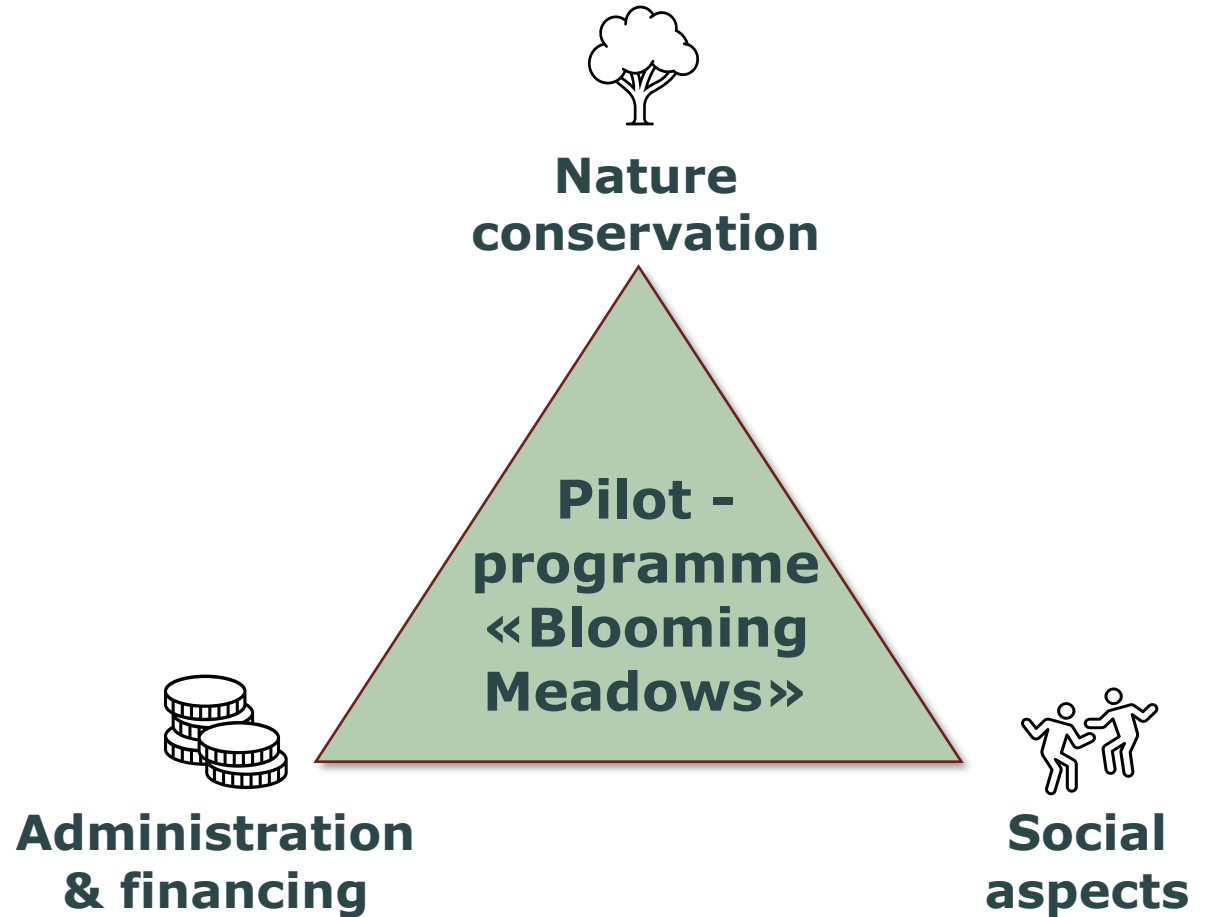 Nature
conservation
Pilot -
programme
«Blooming
Meadows»
Administration
& financing
Social
aspects